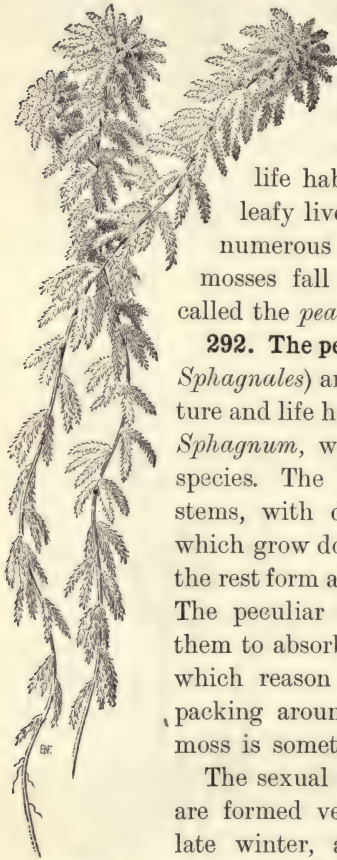 life hab
leafy live
numerous
mosses fall
called the pea
292. The pe
Sphagnales) an
ture and life h
Sphagnum, w
species. The
stems, with
which grow do
the rest form a
The peculiar
them to absorb
which reason
packing aroun
moss is somet
The sexual
are formed ve
late winter, a